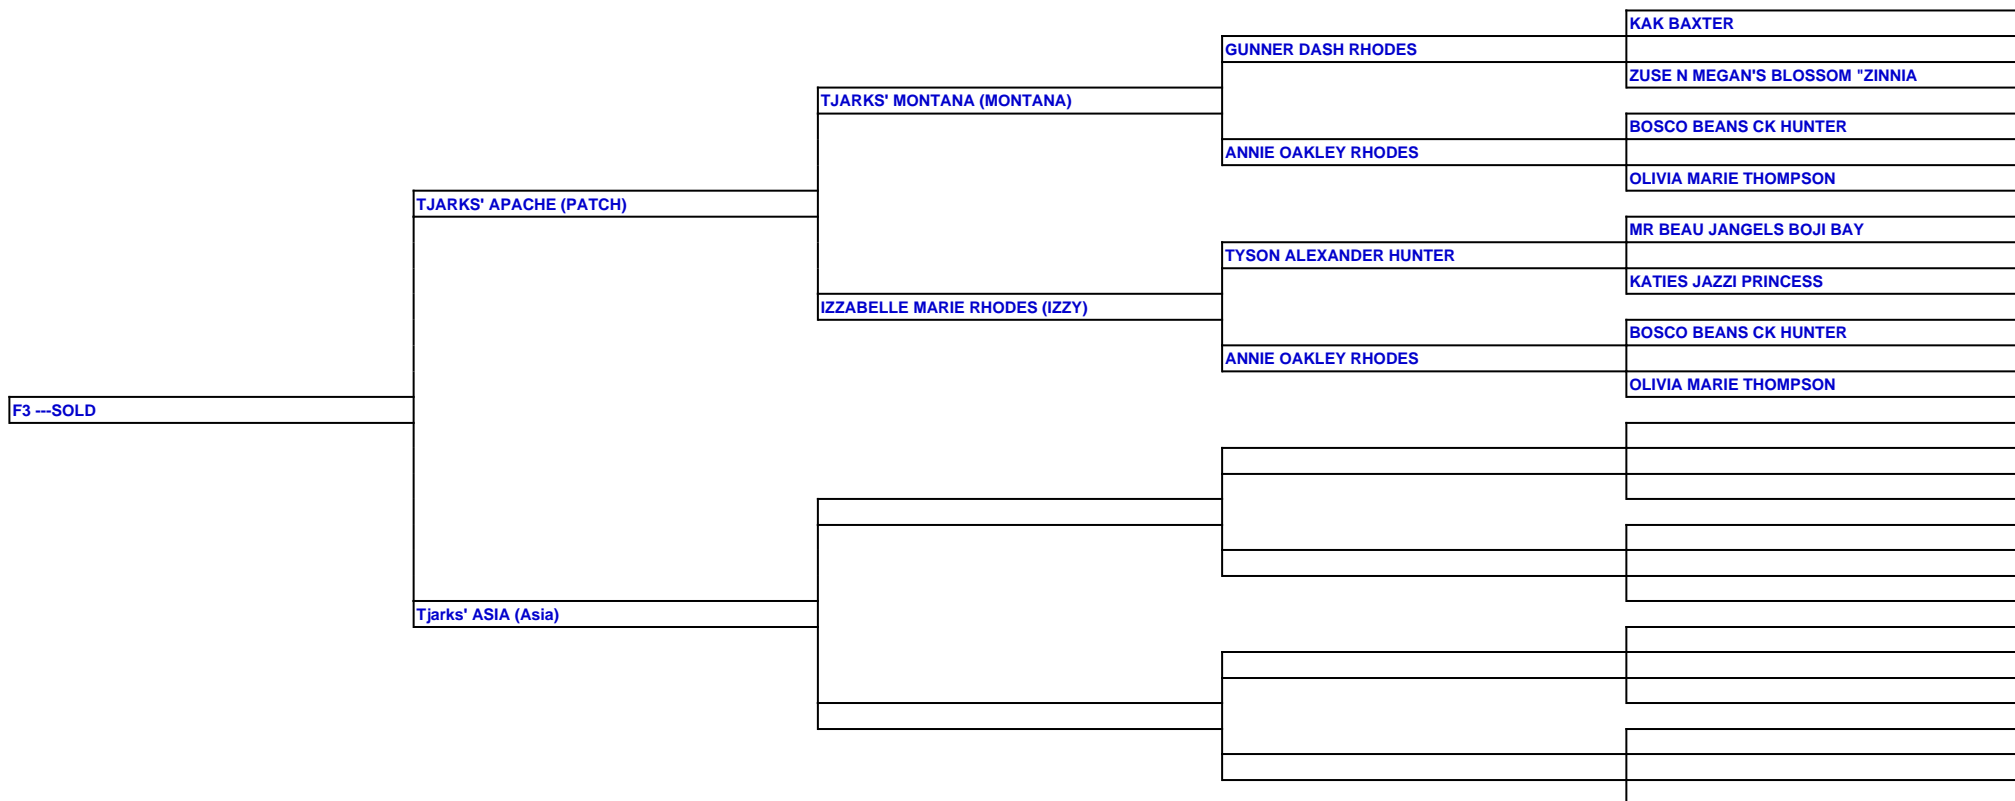 KAK BAXTER
GUNNER DASH RHODES
ZUSE N MEGAN'S BLOSSOM "ZINNIA
TJARKS' MONTANA (MONTANA)
BOSCO BEANS CK HUNTER
ANNIE OAKLEY RHODES
OLIVIA MARIE THOMPSON
TJARKS' APACHE (PATCH)
MR BEAU JANGELS BOJI BAY
TYSON ALEXANDER HUNTER
KATIES JAZZI PRINCESS
IZZABELLE MARIE RHODES (IZZY)
BOSCO BEANS CK HUNTER
ANNIE OAKLEY RHODES
OLIVIA MARIE THOMPSON
F3 ---SOLD
Tjarks' ASIA (Asia)